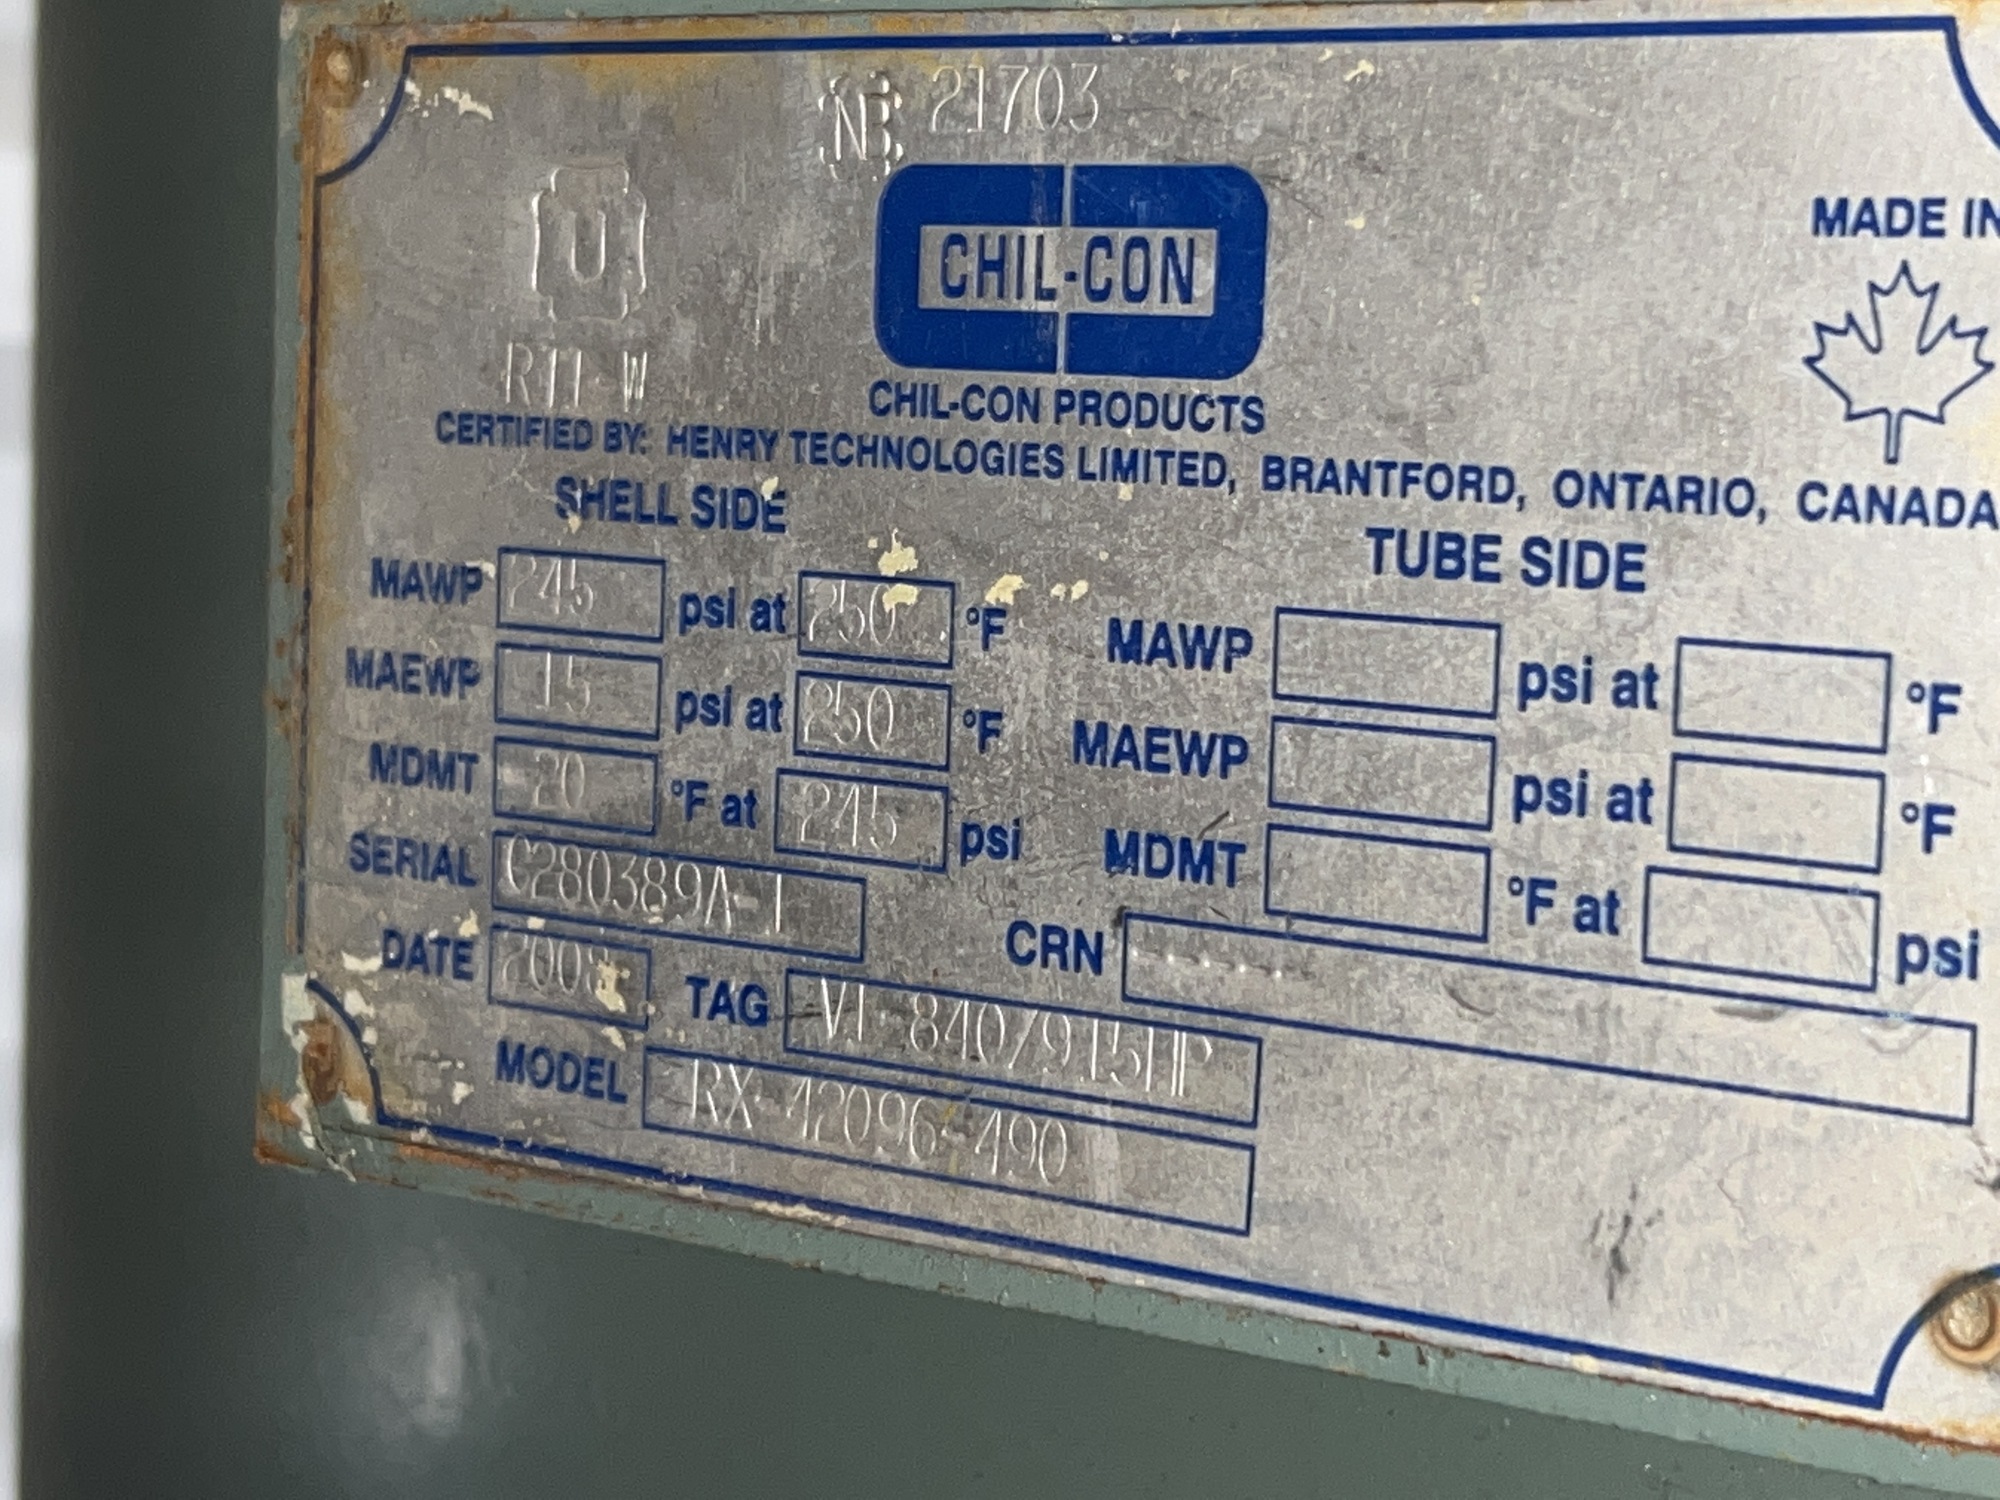 NB 21703
U
CHIL-CON
MADE IN
RT1 W
CHIL-CON PRODUCTS
CERTIFIED BY: HENRY TECHNOLOGIES LIMITED, BRANTFORD, ONTARIO, CANADA
SHELL SIDE
TUBE SIDE
MAWP 245 psi at 250 °F MAWP psi at °F
MAEWP 15 psi at 250 °F MAEWP psi at °F
MDMT -20 °F at 245 psi MDMT °F at psi
SERIAL C280389A-1
CRN ------
DATE 2008 TAG VI 840/915HP
MODEL RX-42096-490